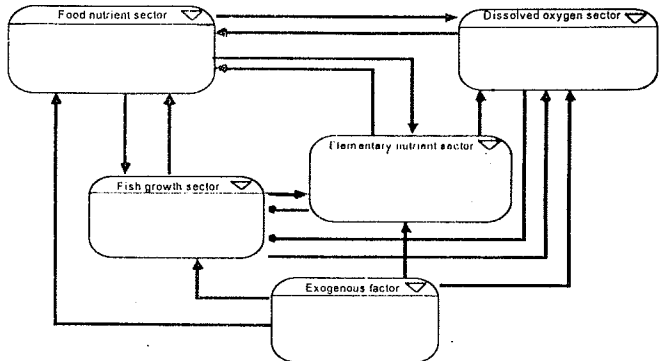 Food nutrient sector
Dissolved oxygen sector
Elementary nutrient sector
Fish growth sector
Exogenous factor